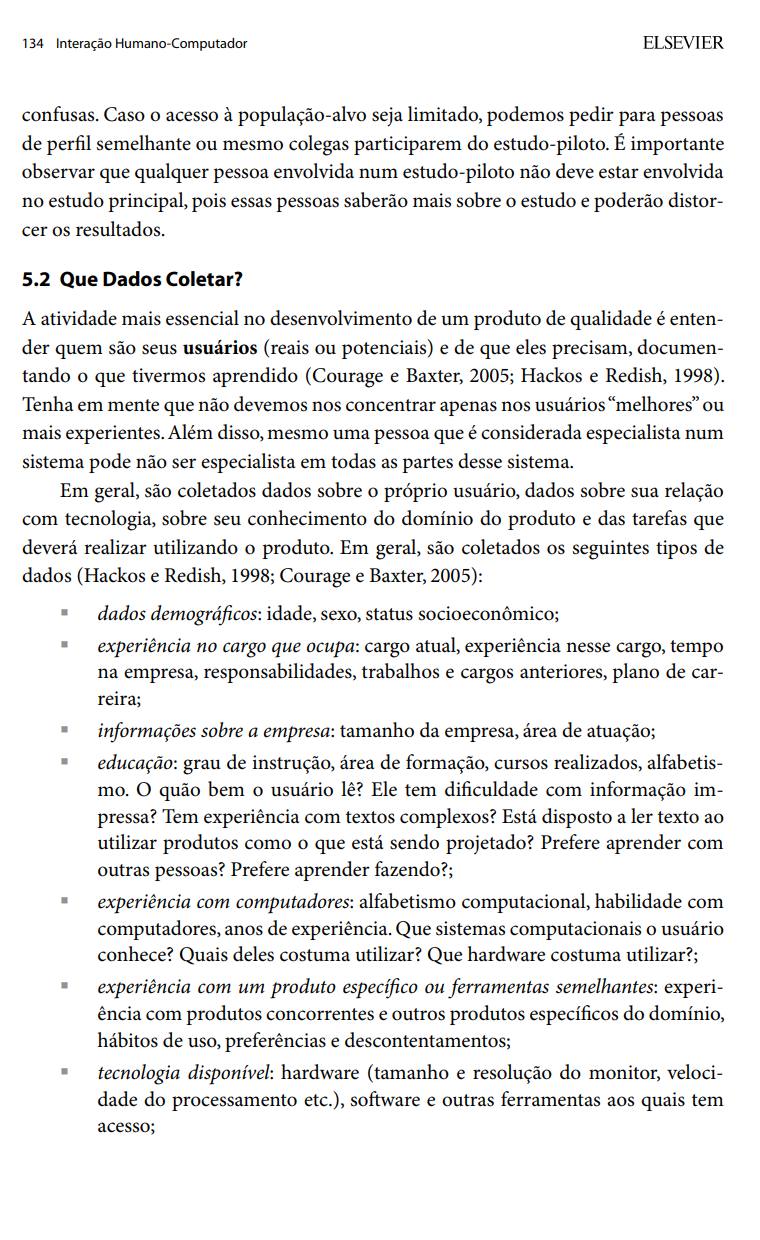 134 Interação Humano-Computador
ELSEVIER
confusas. Caso o acesso à população-alvo seja limitado, podemos pedir para pessoas
de perfil semelhante ou mesmo colegas participarem do estudo-piloto. É importante
observar que qualquer pessoa envolvida num estudo-piloto não deve estar envolvida
no estudo principal, pois essas pessoas saberão mais sobre o estudo e poderão distor-
cer os resultados.
5.2 Que Dados Coletar?
A atividade mais essencial no desenvolvimento de um produto de qualidade é enten-
der quem são seus usuários (reais ou potenciais) e de que eles precisam, documen-
tando o que tivermos aprendido (Courage e Baxter, 2005; Hackos e Redish, 1998).
Tenha em mente que não devemos nos concentrar apenas nos usuários “melhores” ou
mais experientes. Além disso, mesmo uma pessoa que é considerada especialista num
sistema pode não ser especialista em todas as partes desse sistema.
Em geral, são coletados dados sobre o próprio usuário, dados sobre sua relação
com tecnologia, sobre seu conhecimento do domínio do produto e das tarefas que
deverá realizar utilizando o produto. Em geral, são coletados os seguintes tipos de
dados (Hackos e Redish, 1998; Courage e Baxter, 2005):
▪ dados demográficos: idade, sexo, status socioeconômico;
▪ experiência no cargo que ocupa: cargo atual, experiência nesse cargo, tempo
na empresa, responsabilidades, trabalhos e cargos anteriores, plano de car-
reira;
▪ informações sobre a empresa: tamanho da empresa, área de atuação;
▪ educação: grau de instrução, área de formação, cursos realizados, alfabetis-
mo. O quão bem o usuário lê? Ele tem dificuldade com informação im-
pressa? Tem experiência com textos complexos? Está disposto a ler texto ao
utilizar produtos como o que está sendo projetado? Prefere aprender com
outras pessoas? Prefere aprender fazendo?;
▪ experiência com computadores: alfabetismo computacional, habilidade com
computadores, anos de experiência. Que sistemas computacionais o usuário
conhece? Quais deles costuma utilizar? Que hardware costuma utilizar?;
▪ experiência com um produto específico ou ferramentas semelhantes: experi-
ência com produtos concorrentes e outros produtos específicos do domínio,
hábitos de uso, preferências e descontentamentos;
▪ tecnologia disponível: hardware (tamanho e resolução do monitor, veloci-
dade do processamento etc.), software e outras ferramentas aos quais tem
acesso;